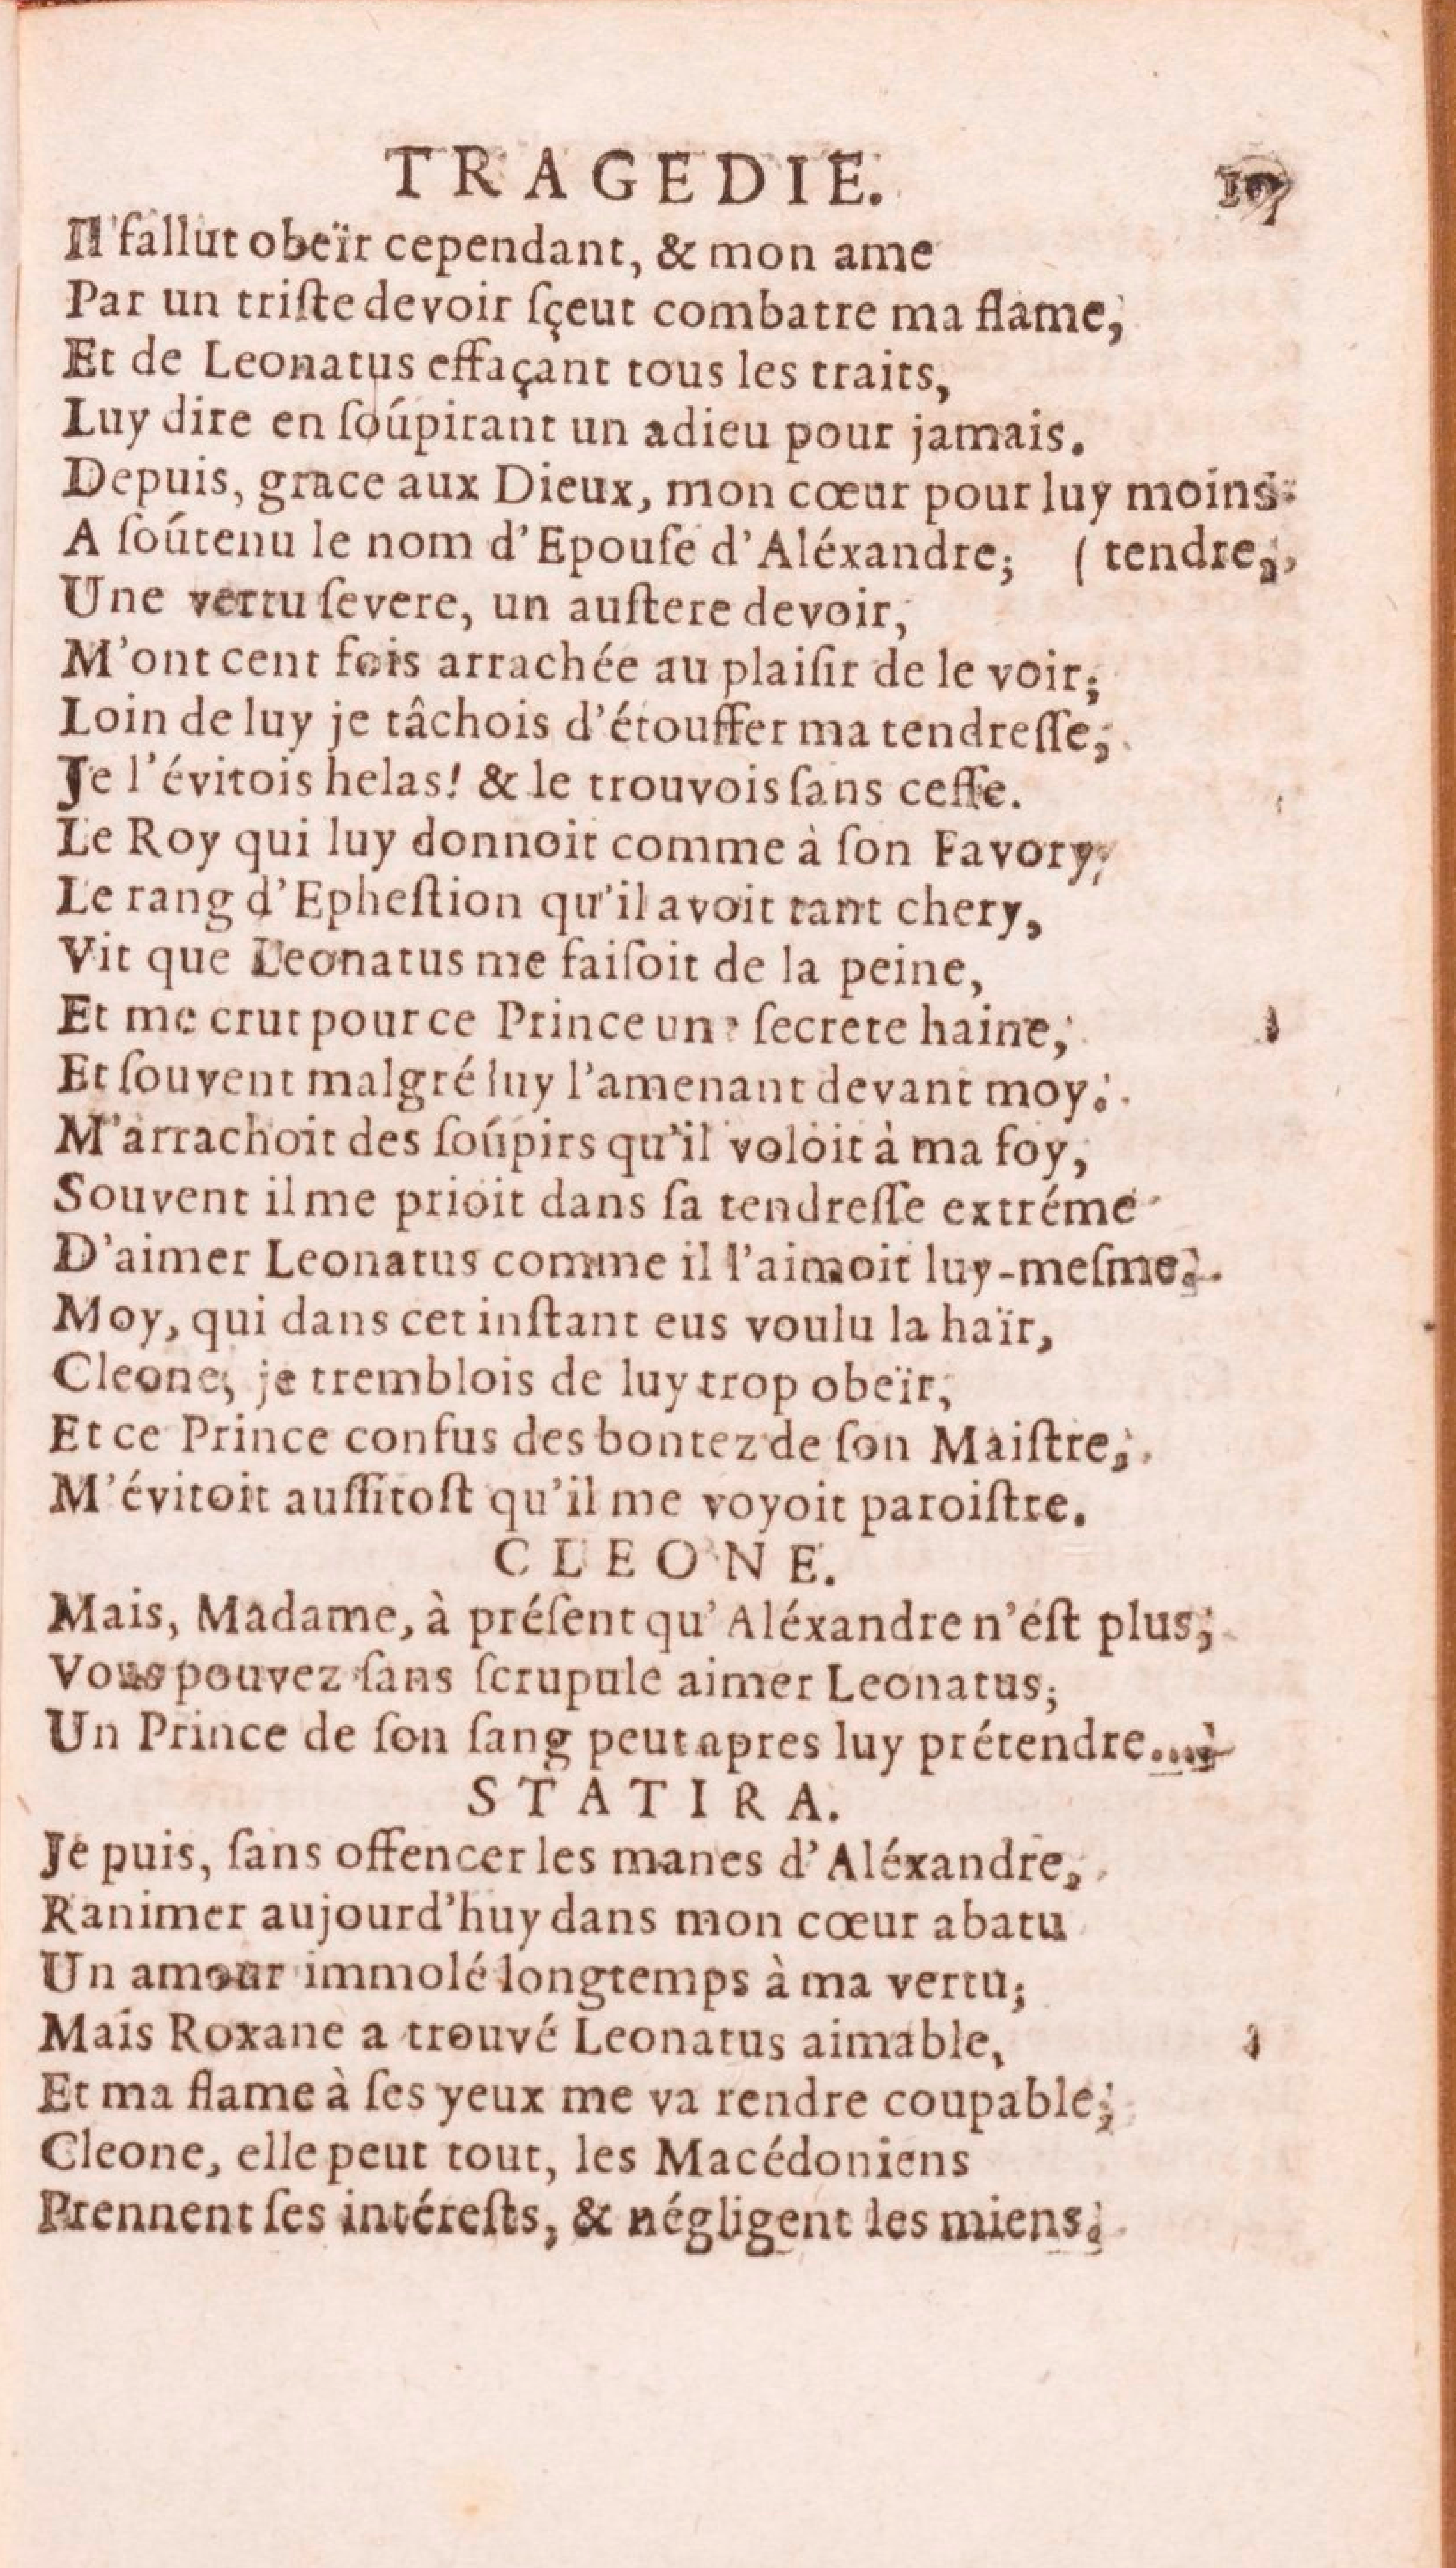 TRAGEDIE.
Il fallut obeïr cependant, & mon ame
Par un triſte devoir ſçeut combatre ma flame,
Et de Leonatus effaçant tous les traits,
Luy dire en ſoûpirant un adieu pour jamais.
Depuis, grace aux Dieux, mon cœur pour luy moins
A ſoûtenu le nom d'Epouſe d'Aléxandre; (tendre,
Une vertu ſevere, un auſtere devoir,
M'ont cent fois arrachée au plaiſir de le voir;
Loin de luy je tâchois d'étouffer ma tendreſſe,
Je l'évitois helas! & le trouvois ſans ceſſe.
Le Roy qui luy donnoit comme à ſon Favory,
Le rang d'Epheſtion qu'il avoit tant chery,
Vit que Leonatus me faiſoit de la peine,
Et me crut pour ce Prince une ſecrete haine,
Et ſouvent malgré luy l'amenant devant moy,
M'arrachoit des ſoûpirs qu'il voloit à ma foy,
Souvent il me prioit dans ſa tendreſſe extréme
D'aimer Leonatus comme il l'aimoit luy-meſme.
Moy, qui dans cet inſtant eus voulu la haïr,
Cleone, je tremblois de luy trop obeïr,
Et ce Prince confus des bontez de ſon Maiſtre,
M'évitoit auſſitoſt qu'il me voyoit paroiſtre.
CLEONE.
Mais, Madame, à préſent qu'Aléxandre n'eſt plus,
Vous pouvez ſans ſcrupule aimer Leonatus;
Un Prince de ſon ſang peut apres luy prétendre....
STATIRA.
Je puis, ſans offencer les manes d'Aléxandre,
Ranimer aujourd'huy dans mon cœur abatu
Un amour immolé longtemps à ma vertu;
Mais Roxane a trouvé Leonatus aimable,
Et ma flame à ſes yeux me va rendre coupable;
Cleone, elle peut tout, les Macédoniens
Prennent ſes intéreſts, & négligent les miens.